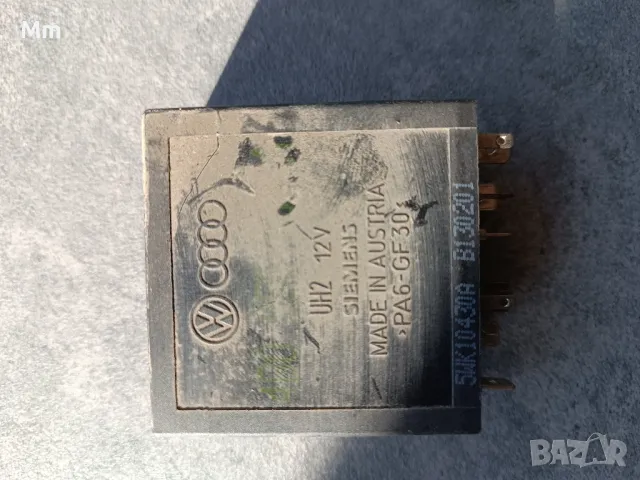 Mm
UH2 12V
SIEMENS
MADE IN AUSTRIA
>PA6-GF30<
5WK10430A B130201
BAZAR